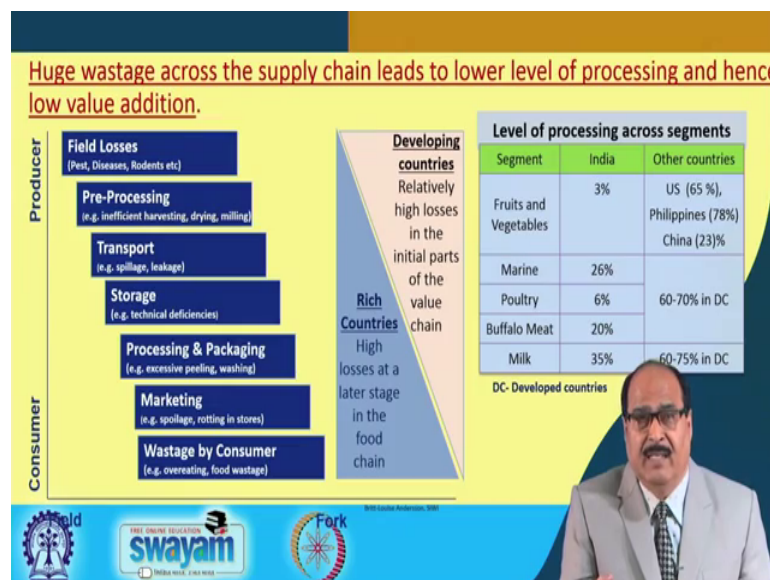 Huge wastage across the supply chain leads to lower level of processing and hence
low value addition.
Producer
Consumer
Field Losses
(Pest, Diseases, Rodents etc)
Pre-Processing
(e.g. inefficient harvesting, drying, milling)
Transport
(e.g. spillage, leakage)
Storage
(e.g. technical deficiencies)
Processing & Packaging
(e.g. excessive peeling, washing)
Marketing
(e.g. spoilage, rotting in stores)
Wastage by Consumer
(e.g. overeating, food wastage)
Developing
countries
Relatively
high losses
in the
initial parts
of the
value
chain
Rich
Countries
High
losses at a
later stage
in the
food
chain
Level of processing across segments
Segment India Other countries
Fruits and
Vegetables
3%
US (65 %),
Philippines (78%)
China (23)%
Marine 26%
Poultry 6%
Buffalo Meat 20%
60-70% in DC
Milk 35% 60-75% in DC
DC- Developed countries
Field
FREE ONLINE EDUCATION
swayam
Fork